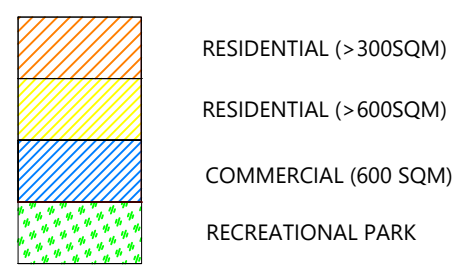 RESIDENTIAL (>300SQM)
RESIDENTIAL (>600SQM)
COMMERCIAL (600 SQM)
RECREATIONAL PARK